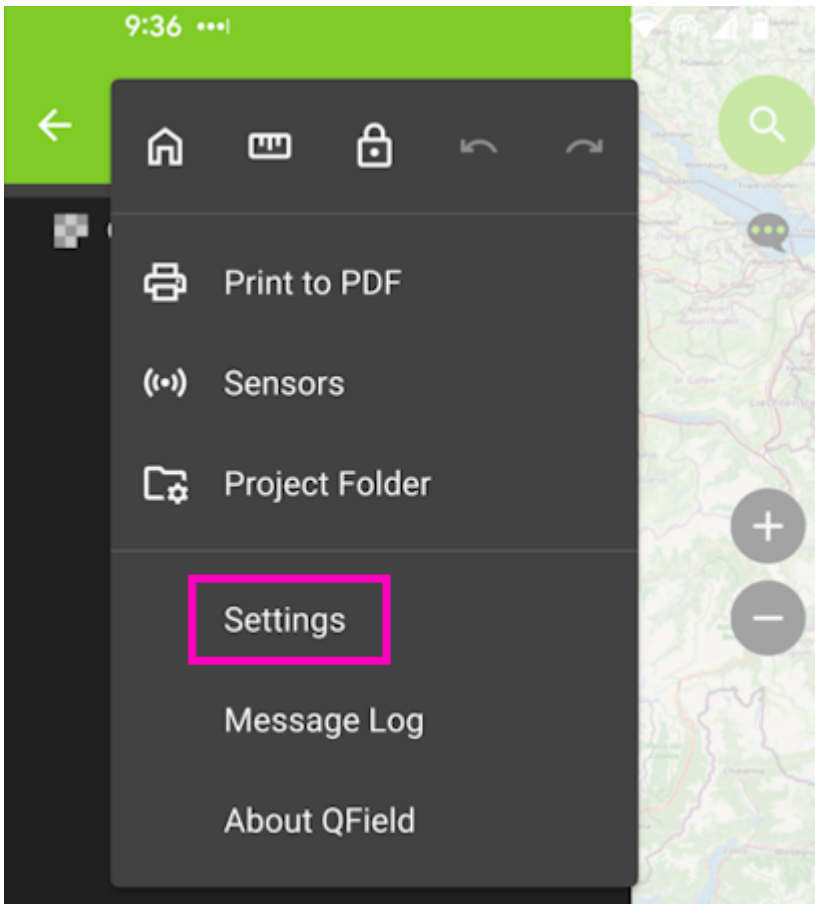 9:36
Print to PDF
Sensors
Project Folder
Settings
Message Log
About QField